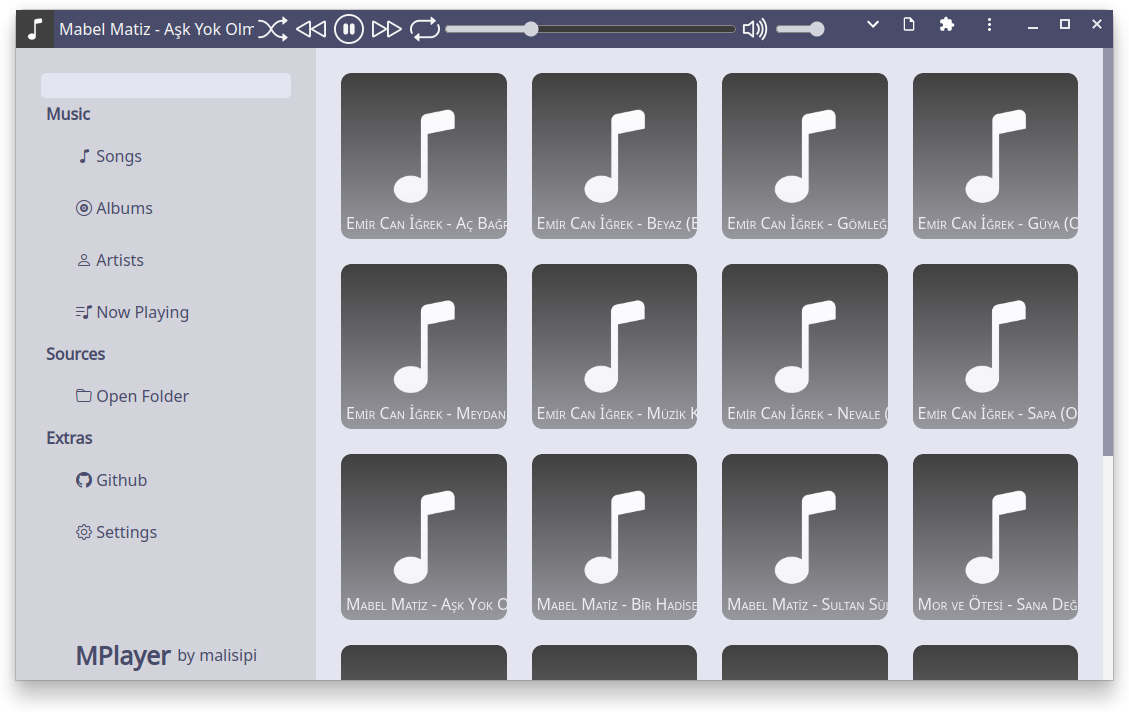 Mabel Matiz - Aşk Yok Olm
Music
Songs
Albums
Artists
Now Playing
Sources
Open Folder
Extras
Github
Settings
MPlayer by malisipi
Emir Can İğrek - Aç Bağr
Emir Can İğrek - Beyaz (
Emir Can İğrek - Gömleğ
Emir Can İğrek - Güya (O
Emir Can İğrek - Meydan
Emir Can İğrek - Müzik K
Emir Can İğrek - Nevale (
Emir Can İğrek - Sapa (O
Mabel Matiz - Aşk Yok O
Mabel Matiz - Bir Hadise
Mabel Matiz - Sultan Sü
Mor ve Ötesi - Sana Değ